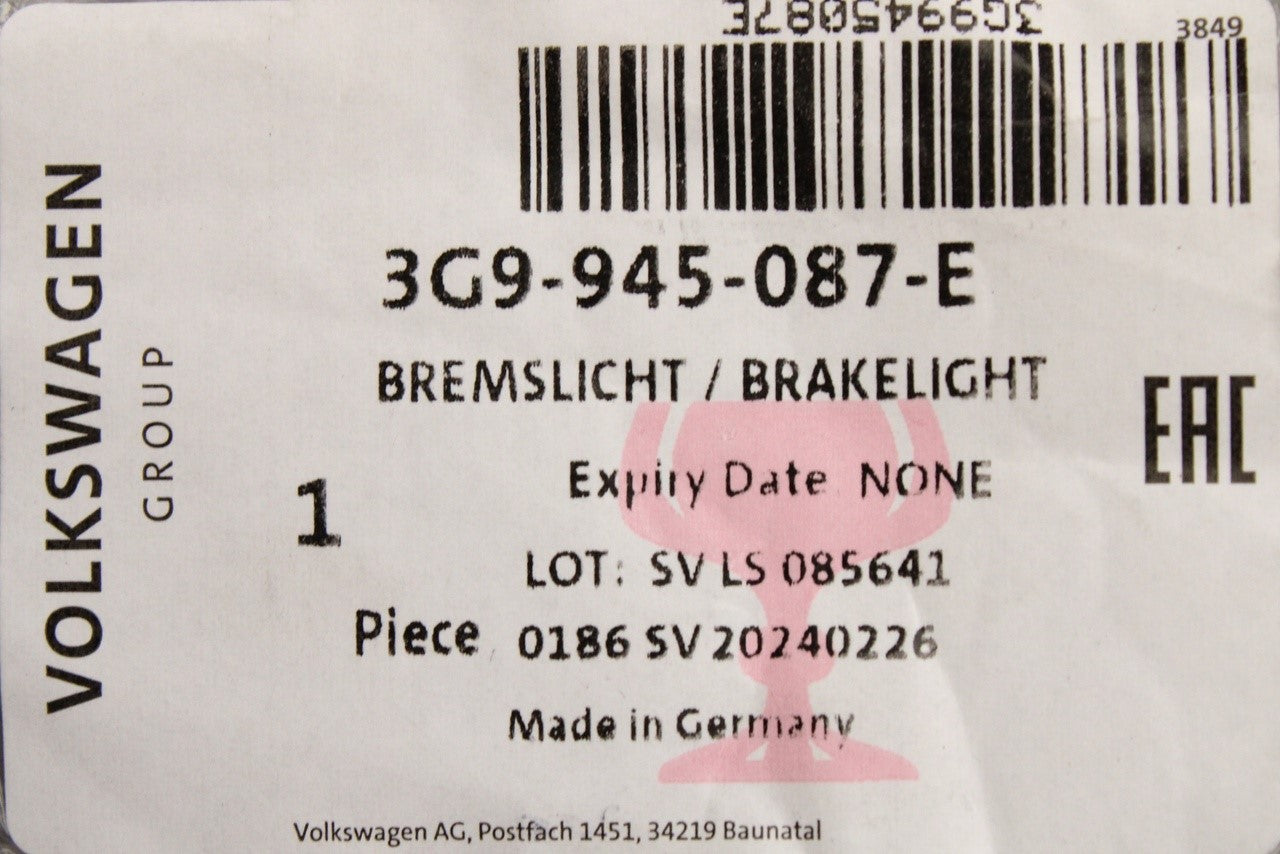 3G9945087E
3849
3G9-945-087-E
BREMSLICHT / BRAKELIGHT
EAC
Expiry Date NONE
1
LOT: SV LS 085641
Piece 0186 SV 20240226
Made in Germany
Volkswagen AG, Postfach 1451, 34219 Baunatal
VOLKSWAGEN
GROUP